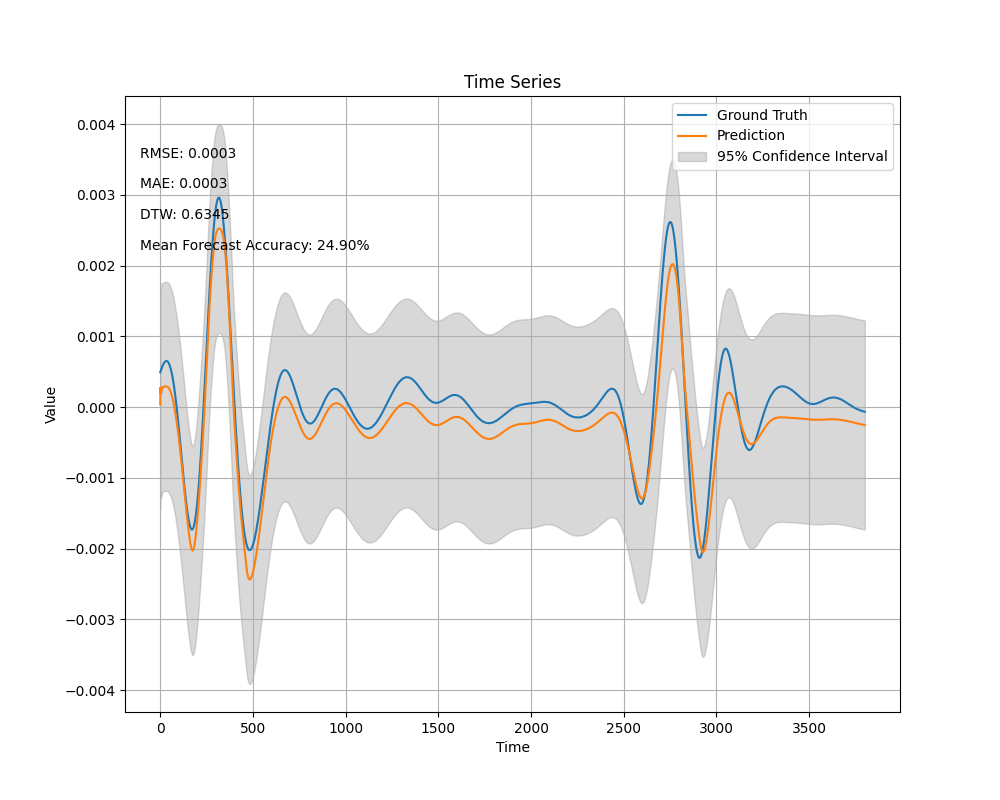 Time Series
Ground Truth
Prediction
95% Confidence Interval
RMSE: 0.0003
MAE: 0.0003
DTW: 0.6345
Mean Forecast Accuracy: 24.90%
Value
0.004
0.003
0.002
0.001
0.000
−0.001
−0.002
−0.003
−0.004
0 500 1000 1500 2000 2500 3000 3500
Time